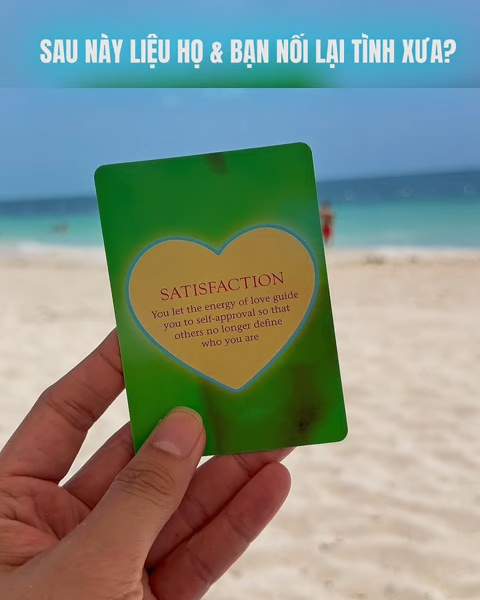 SAU NÀY LIỆU HỌ & BẠN NỐI LẠI TÌNH XƯA?
SATISFACTION
You let the energy of love guide
you to self-approval so that
others no longer define
who you are